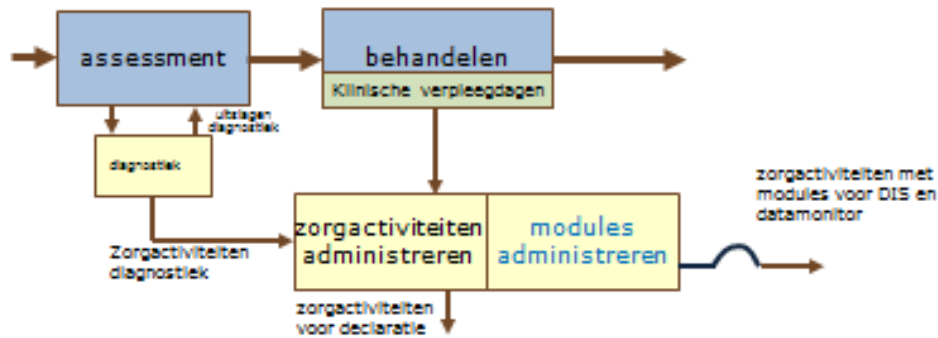 assessment
behandelen
Klinische verpleegdagen
uitslagen
diagnostiek
diagnostiek
zorgactiviteiten met
modules voor DIS en
datamonitor
zorgactiviteiten
administreren
modules
administreren
Zorgactiviteiten
diagnostiek
zorgactiviteiten
voor declaratie